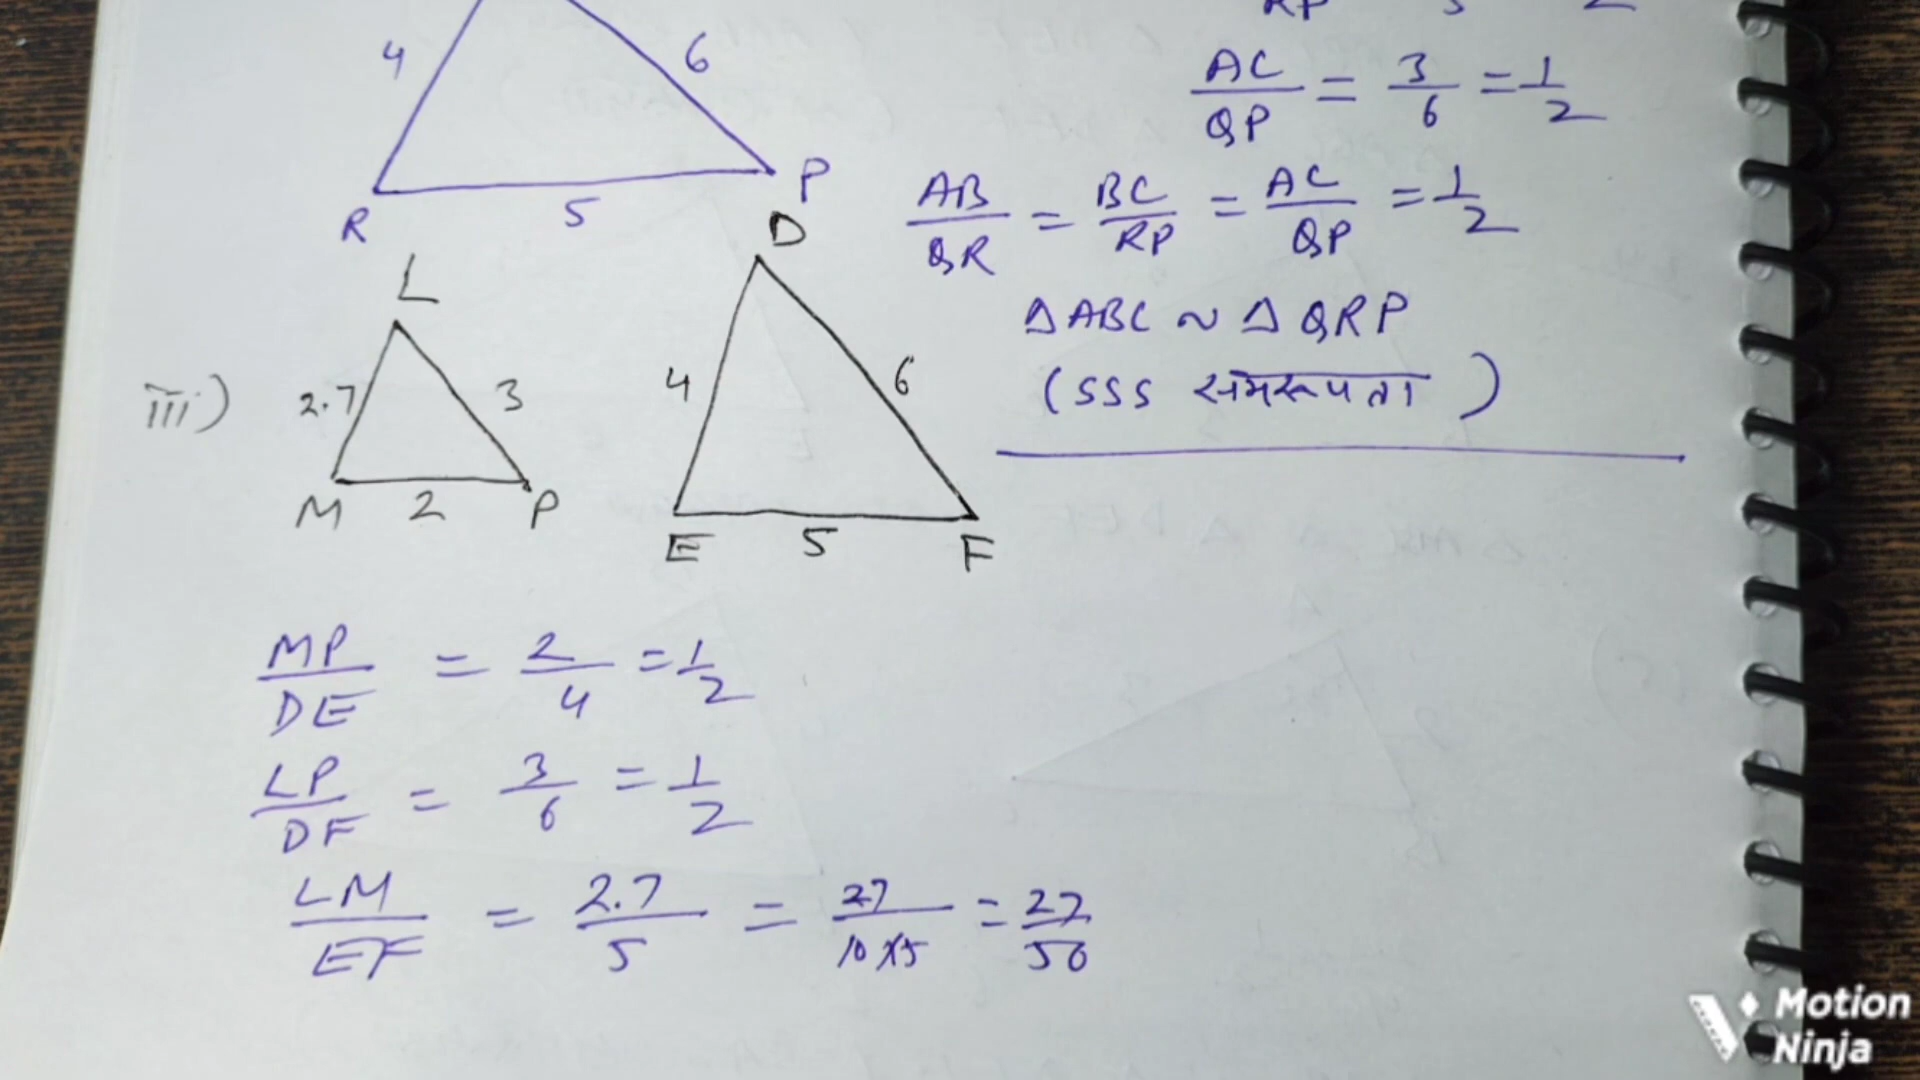 4
6
R
5
P
RP
AC/QP = 3/6 = 1/2
AB/QR = BC/RP = AC/QP = 1/2
Δ ABC ~ Δ QRP
(SSS समरूपता)
iii)
L
2.7
3
M
2
P
D
4
6
E
5
F
MP/DE = 2/4 = 1/2
LP/DF = 3/6 = 1/2
LM/EF = 2.7/5 = 27/10×5 = 27/50
Motion
Ninja